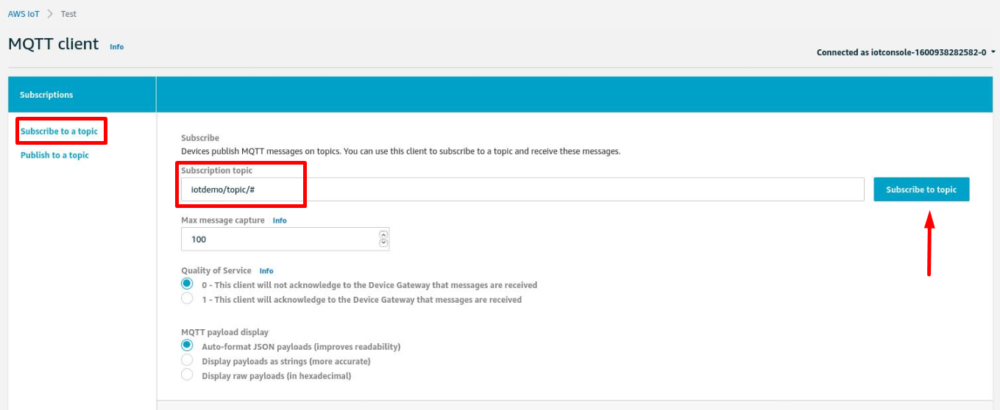 AWS IoT > Test
MQTT client Info
Connected as iotconsole-1600938282582-0
Subscriptions
Subscribe to a topic
Publish to a topic
Subscribe
Devices publish MQTT messages on topics. You can use this client to subscribe to a topic and receive these messages.
Subscription topic
iotdemo/topic/#
Subscribe to topic
Max message capture Info
100
Quality of Service Info
0 - This client will not acknowledge to the Device Gateway that messages are received
1 - This client will acknowledge to the Device Gateway that messages are received
MQTT payload display
Auto-format JSON payloads (improves readability)
Display payloads as strings (more accurate)
Display raw payloads (in hexadecimal)